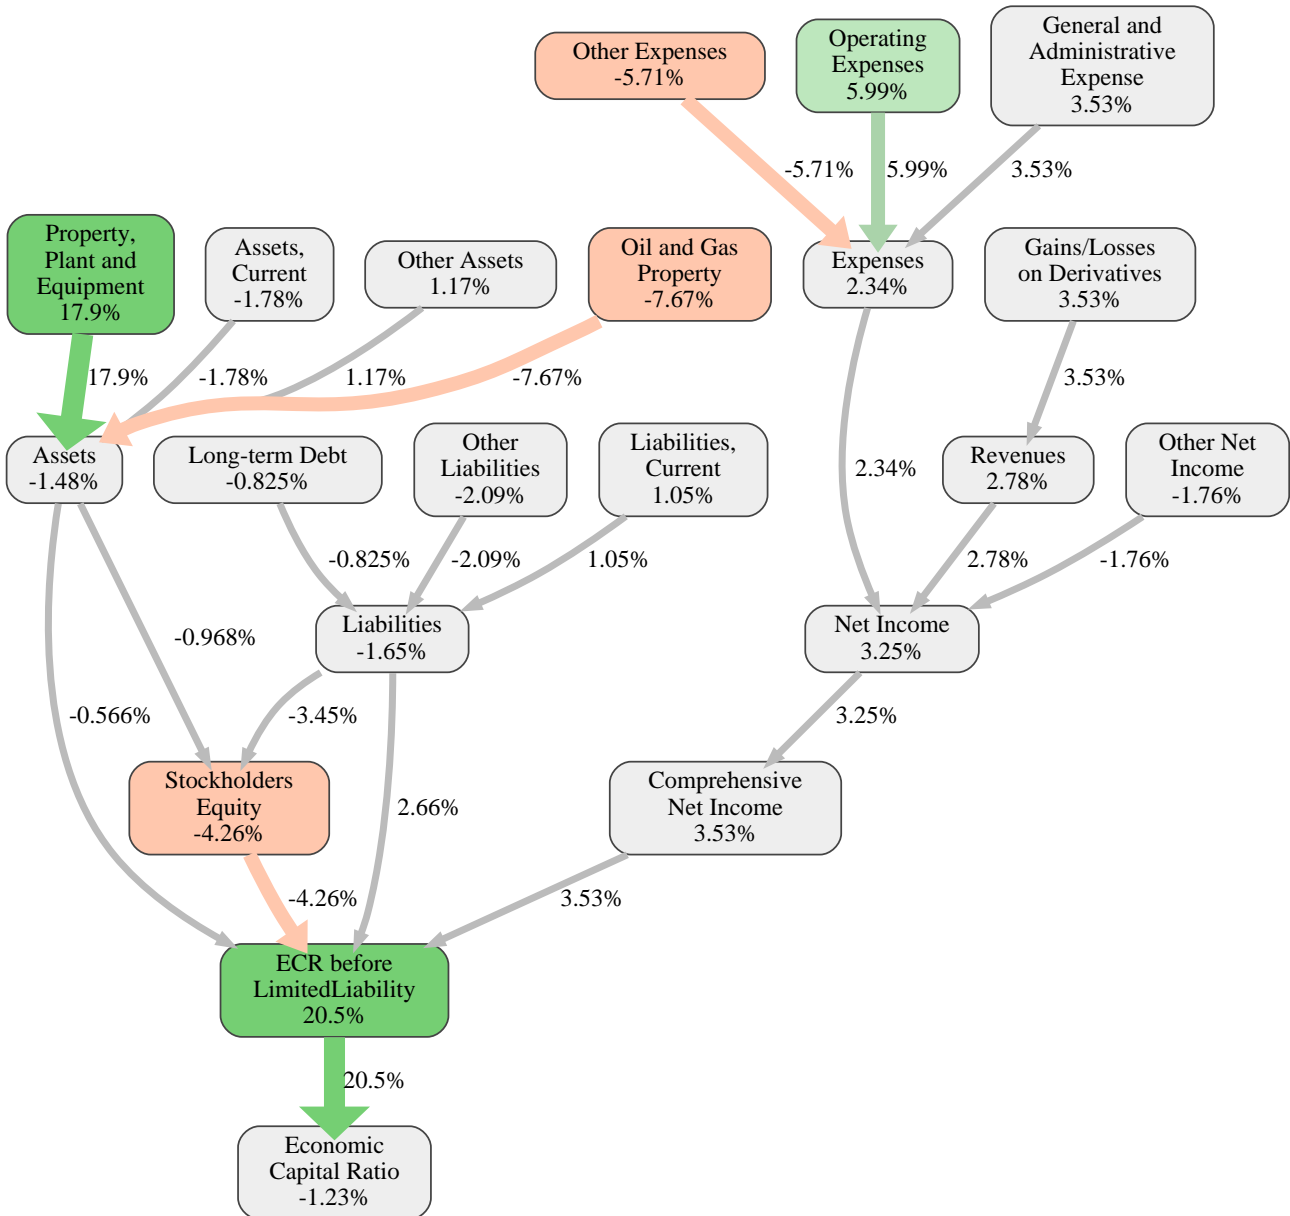 Other Expenses
-5.71%
Operating
Expenses
5.99%
General and
Administrative
Expense
3.53%
-5.71%
5.99%
3.53%
Property,
Plant and
Equipment
17.9%
Assets,
Current
-1.78%
Other Assets
1.17%
Oil and Gas
Property
-7.67%
Expenses
2.34%
Gains/Losses
on Derivatives
3.53%
17.9%
-1.78%
1.17%
-7.67%
3.53%
Assets
-1.48%
Long-term Debt
-0.825%
Other
Liabilities
-2.09%
Liabilities,
Current
1.05%
2.34%
Revenues
2.78%
Other Net
Income
-1.76%
-0.825%
-2.09%
1.05%
2.78%
-1.76%
-0.968%
Liabilities
-1.65%
Net Income
3.25%
-0.566%
-3.45%
3.25%
Stockholders
Equity
-4.26%
2.66%
Comprehensive
Net Income
3.53%
-4.26%
3.53%
ECR before
LimitedLiability
20.5%
20.5%
Economic
Capital Ratio
-1.23%